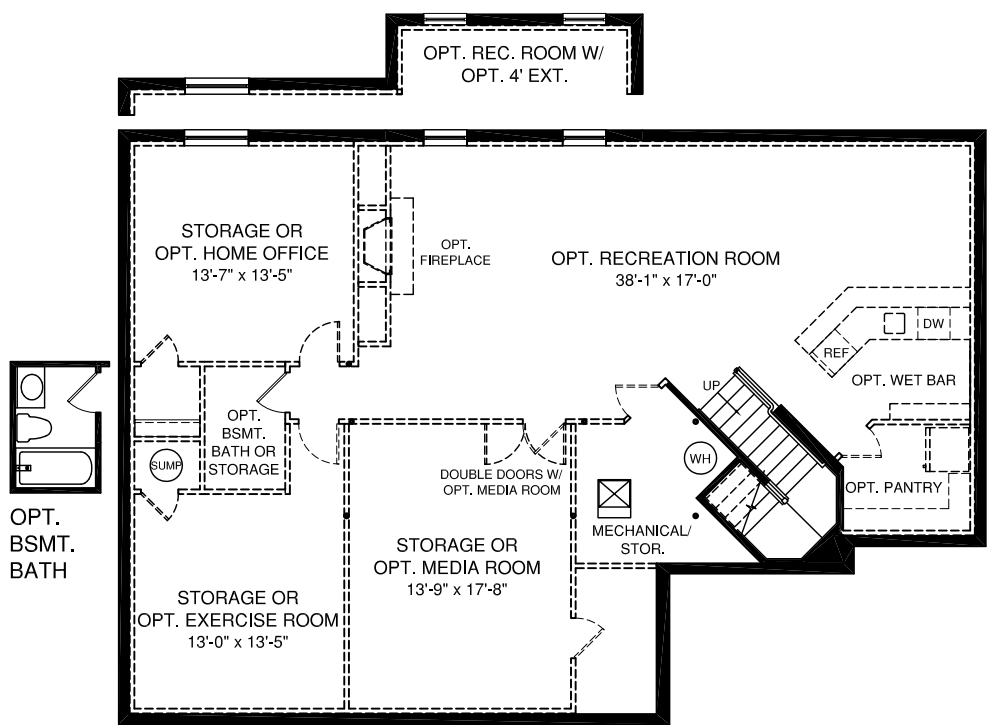 OPT. REC. ROOM W/
OPT. 4' EXT.
STORAGE OR
OPT. HOME OFFICE
13'-7" x 13'-5"
OPT.
FIREPLACE
OPT. RECREATION ROOM
38'-1" x 17'-0"
DW
REF
UP
OPT. WET BAR
OPT.
BSMT.
BATH OR
STORAGE
SUMP
WH
DOUBLE DOORS W/
OPT. MEDIA ROOM
OPT. PANTRY
OPT.
BSMT.
BATH
MECHANICAL/
STOR.
STORAGE OR
OPT. MEDIA ROOM
13'-9" x 17'-8"
STORAGE OR
OPT. EXERCISE ROOM
13'-0" x 13'-5"